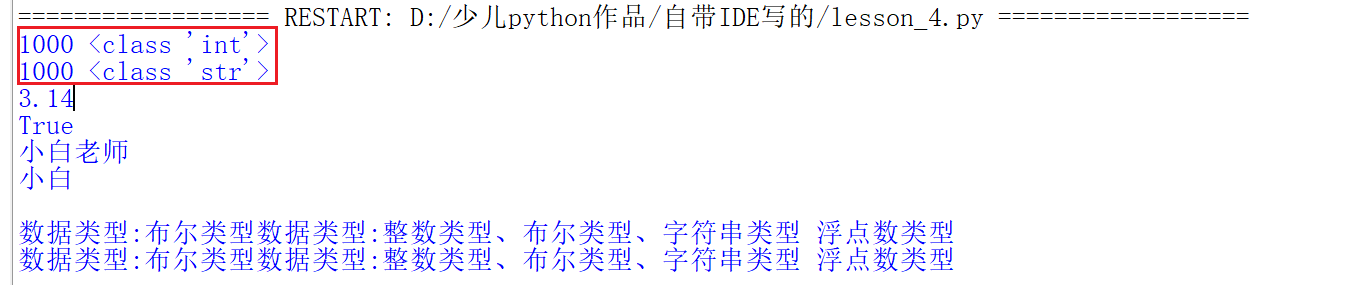 =================== RESTART: D:/少儿python作品/自带IDE写的/lesson_4.py ===================
1000 <class 'int'>
1000 <class 'str'>
3.14
True
小白老师
小白
数据类型:布尔类型数据类型:整数类型、布尔类型、字符串类型 浮点数类型
数据类型:布尔类型数据类型:整数类型、布尔类型、字符串类型 浮点数类型